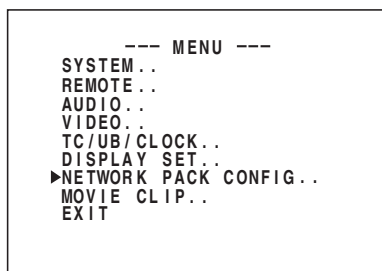 --- MENU ---
SYSTEM..
REMOTE..
AUDIO..
VIDEO..
TC/UB/CLOCK..
DISPLAY SET..
▶NETWORK PACK CONFIG..
MOVIE CLIP..
EXIT